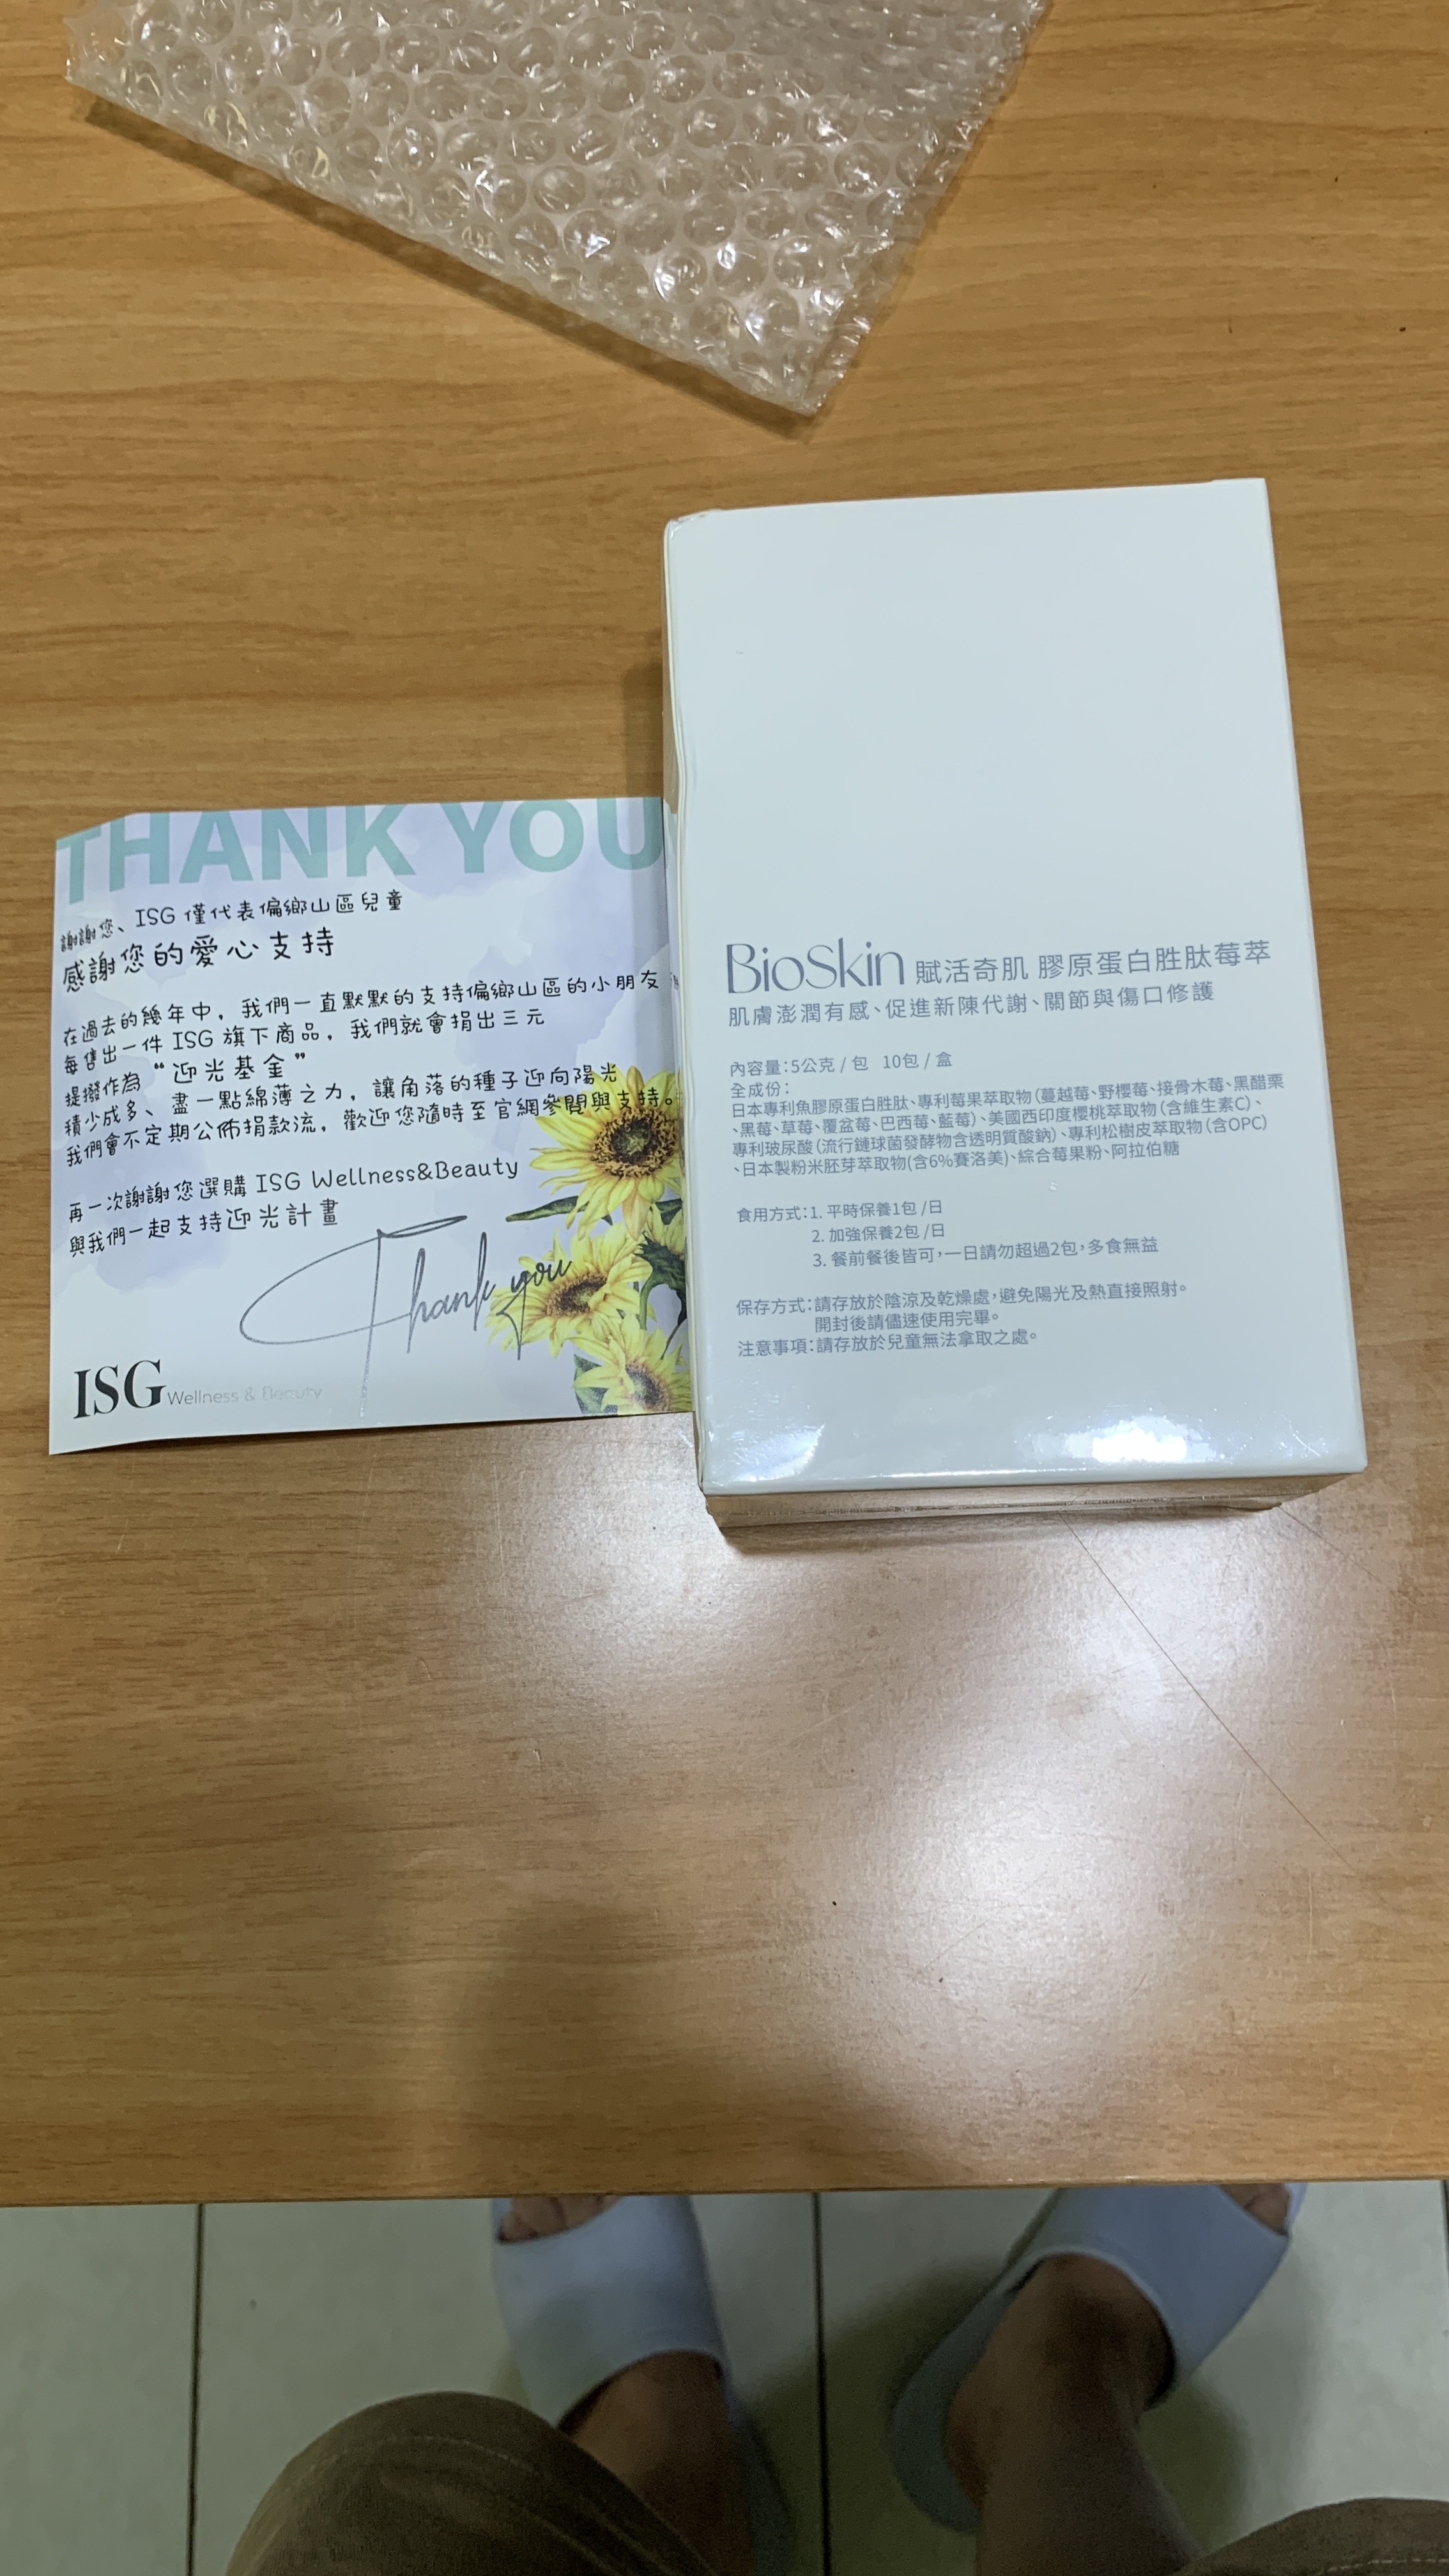 THANK YOU
謝謝您、ISG 僅代表偏鄉山區兒童
感謝您的愛心支持
在過去的幾年中，我們一直默默的支持偏鄉山區的小朋友
每售出一件 ISG 旗下商品，我們就會捐出三元
提撥作為 “迎光基金”
積少成多、盡一點綿薄之力，讓角落的種子迎向陽光
我們會不定期公佈捐款流，歡迎您隨時至官網參閱與支持。
再一次謝謝您選購 ISG Wellness&Beauty
與我們一起支持迎光計畫
Thank you
ISG Wellness & Beauty
BioSkin 賦活奇肌 膠原蛋白胜肽莓萃
肌膚澎潤有感、促進新陳代謝、關節與傷口修護
內容量：5公克 / 包 10包 / 盒
全成份：
日本專利魚膠原蛋白胜肽、專利莓果萃取物（蔓越莓、野櫻莓、接骨木莓、黑醋栗
、黑莓、草莓、覆盆莓、巴西莓、藍莓）、美國西印度櫻桃萃取物（含維生素C）、
專利玻尿酸（流行鏈球菌發酵物含透明質酸鈉）、專利松樹皮萃取物（含OPC）
、日本製粉米胚芽萃取物(含6%賽洛美)、綜合莓果粉、阿拉伯糖
食用方式：1. 平時保養1包 /日
2. 加強保養2包 /日
3. 餐前餐後皆可，一日請勿超過2包，多食無益
保存方式：請存放於陰涼及乾燥處，避免陽光及熱直接照射。
開封後請儘速使用完畢。
注意事項：請存放於兒童無法拿取之處。